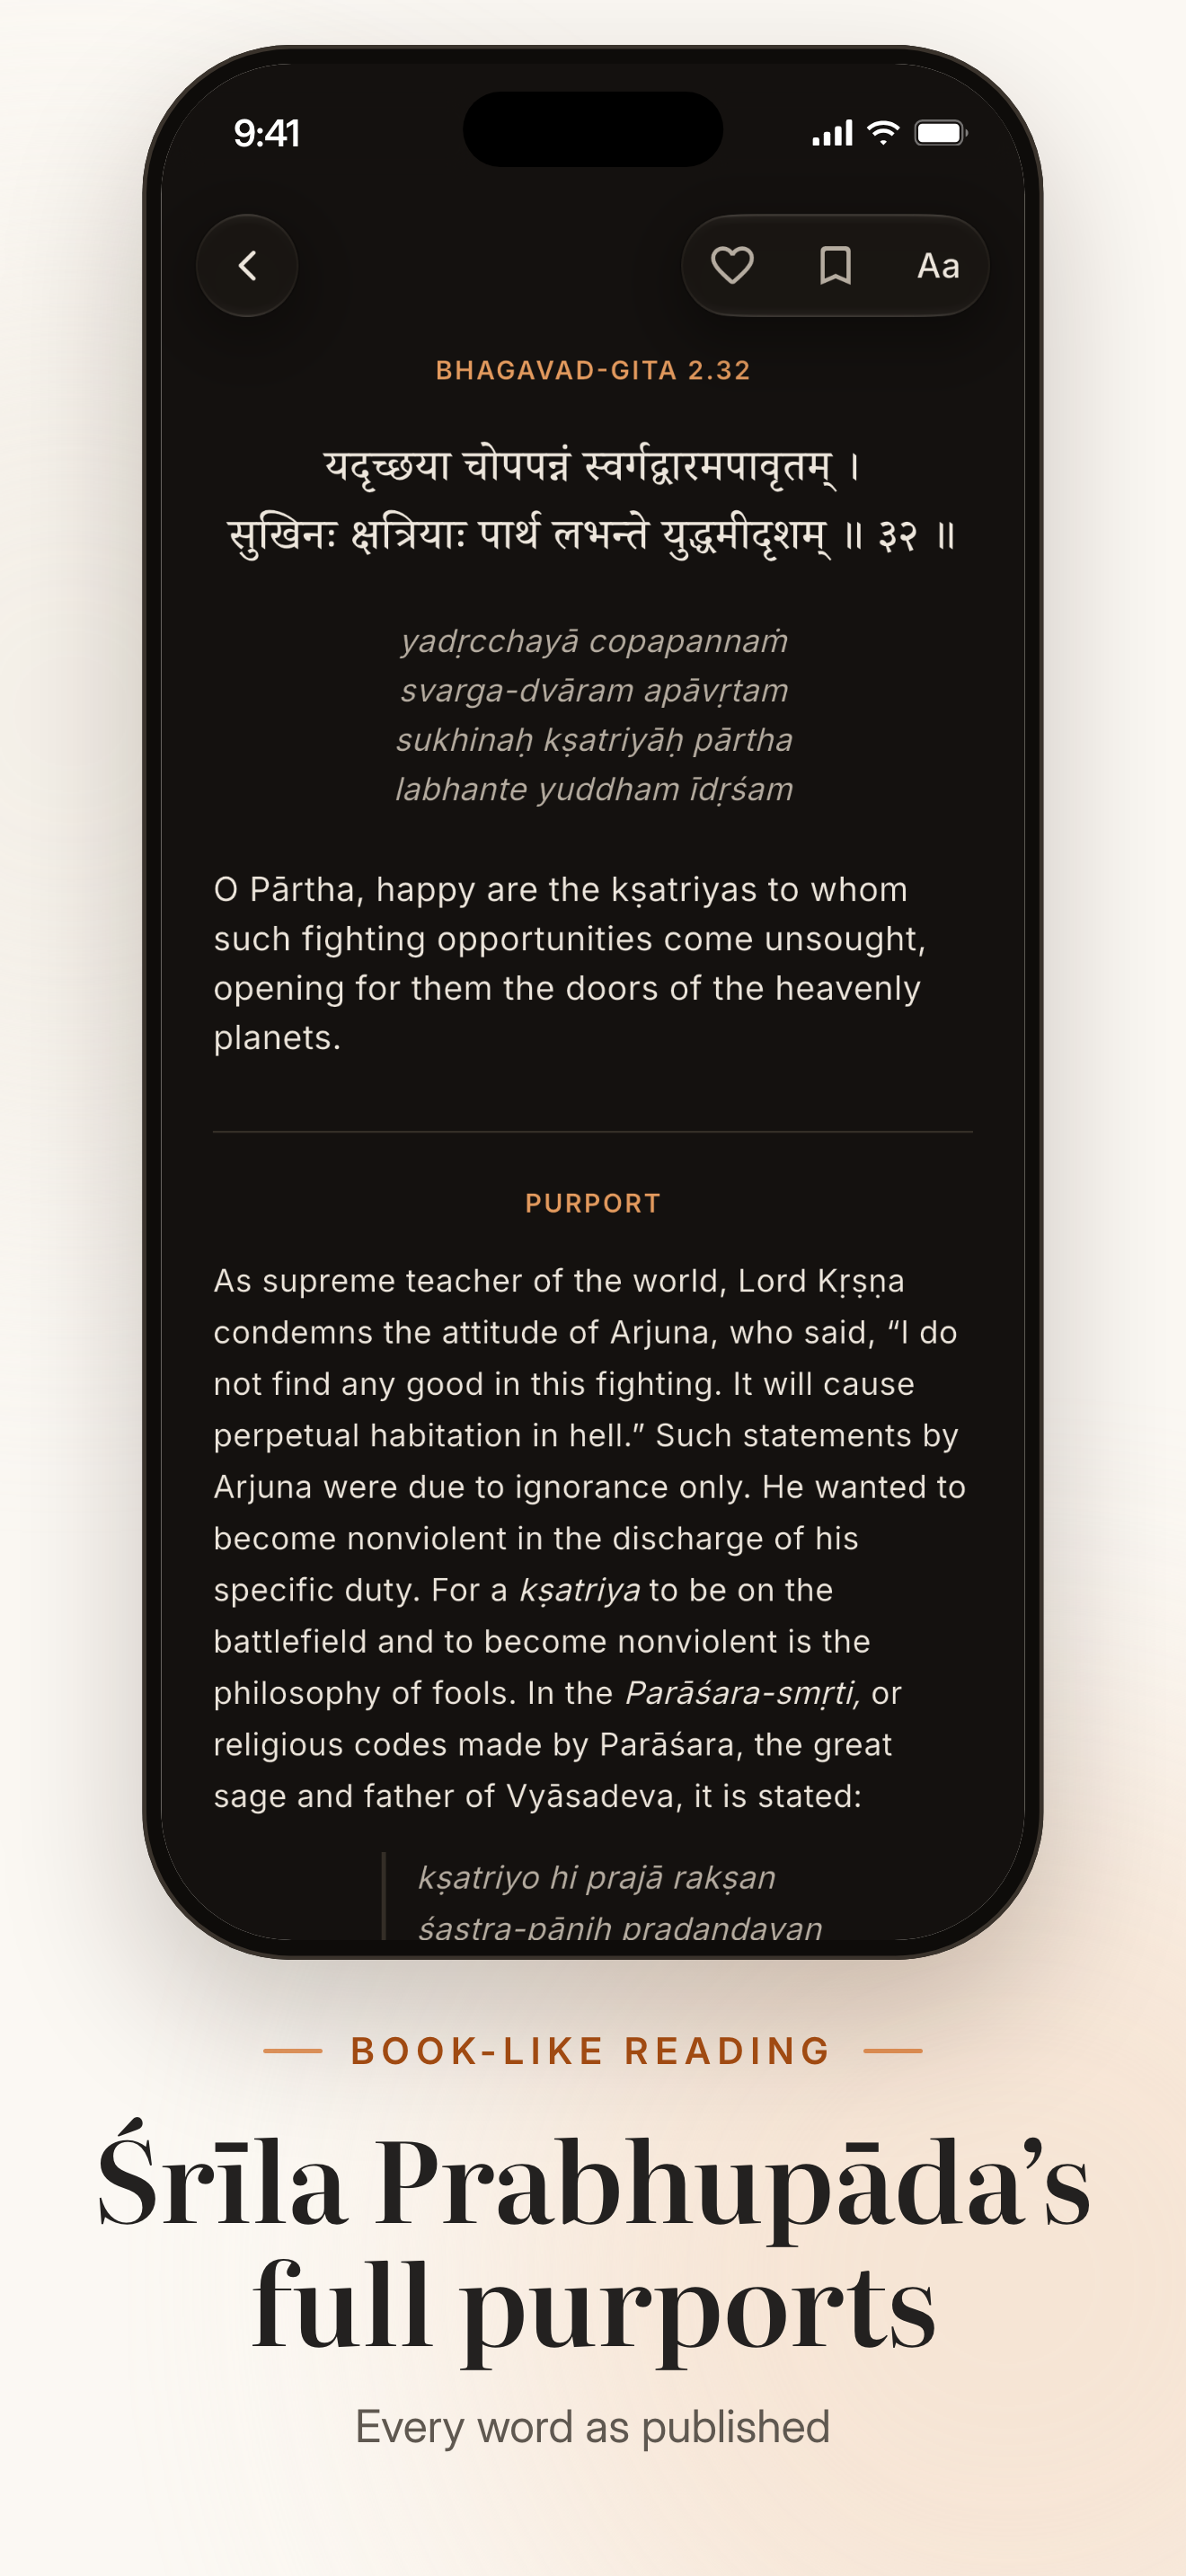 9:41
Aa
BHAGAVAD-GITA 2.32
यदृच्छया चोपपन्नं स्वर्गद्वारमपावृतम् ।
सुखिनः क्षत्रियाः पार्थ लभन्ते युद्धमीदृशम् ॥ ३२ ॥
yadṛcchayā copapannaṁ
svarga-dvāram apāvṛtam
sukhinaḥ kṣatriyāḥ pārtha
labhante yuddham īdṛśam
O Pārtha, happy are the kṣatriyas to whom
such fighting opportunities come unsought,
opening for them the doors of the heavenly
planets.
PURPORT
As supreme teacher of the world, Lord Kṛṣṇa
condemns the attitude of Arjuna, who said, “I do
not find any good in this fighting. It will cause
perpetual habitation in hell.” Such statements by
Arjuna were due to ignorance only. He wanted to
become nonviolent in the discharge of his
specific duty. For a kṣatriya to be on the
battlefield and to become nonviolent is the
philosophy of fools. In the Parāśara-smṛti, or
religious codes made by Parāśara, the great
sage and father of Vyāsadeva, it is stated:
kṣatriyo hi prajā rakṣan
śastra-pāṇiḥ pradaṇḍayan
BOOK-LIKE READING
Śrīla Prabhupāda’s
full purports
Every word as published